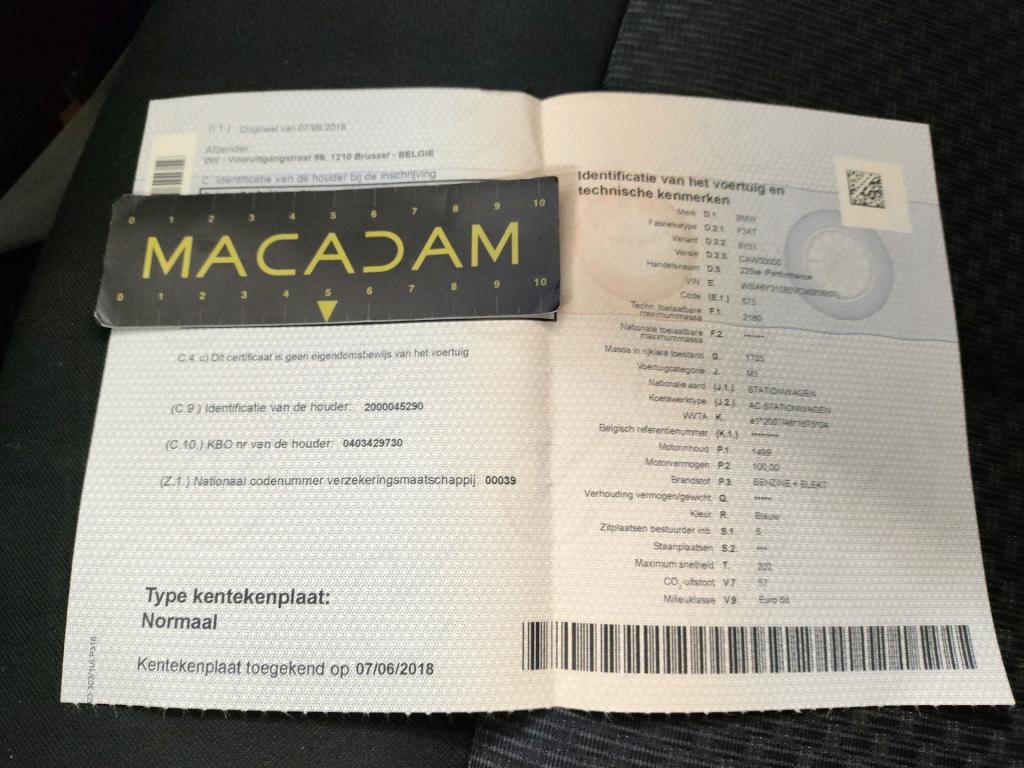 (I.1.) Origineel van 07/06/2018
Afzender:
DIV - Vooruitgangstraat 56, 1210 Brussel - BELGIE
C. Identificatie van de houder bij de inschrijving
0 1 2 3 4 5 6 7 8 9 10
MACADAM
0 1 2 3 4 5 6 7 8 9 10
C.4. c) Dit certificaat is geen eigendomsbewijs van het voertuig
(C.9.) Identificatie van de houder: 2000045290
(C.10.) KBO nr van de houder: 0403429730
(Z.1.) Nationaal codenummer verzekeringsmaatschappij: 00039
Type kentekenplaat:
Normaal
Kentekenplaat toegekend op 07/06/2018
Identificatie van het voertuig en
technische kenmerken
Merk D.1. BMW
Fabriekstype D.2.1. F2AT
Variant D.2.2. 6Y31
Versie D.2.3. CAW50000
Handelsnaam D.3. 225xe iPerformance
VIN E.
Code (E.1.) 573
Techn. toelaatbare
maximummassa F.1. 2180
Nationale toelaatbare
maximummassa F.2. ******
Massa in rijklare toestand G. 1735
Voertuigcategorie J. M1
Nationale aard (J.1.) STATIONWAGEN
Koetswerktype (J.2.) AC STATIONWAGEN
WVTA K.
Belgisch referentienummer (K.1.) ********
Motorinhoud P.1. 1499
Motorvermogen P.2. 100,00
Brandstof P.3. BENZINE + ELEKT
Verhouding vermogen/gewicht Q. *****
Kleur R. Blauw
Zitplaatsen bestuurder inb. S.1. 5
Staanplaatsen S.2. ***
Maximum snelheid T. 202
CO₂-uitstoot V.7. 57
Milieuklasse V.9. Euro 6d